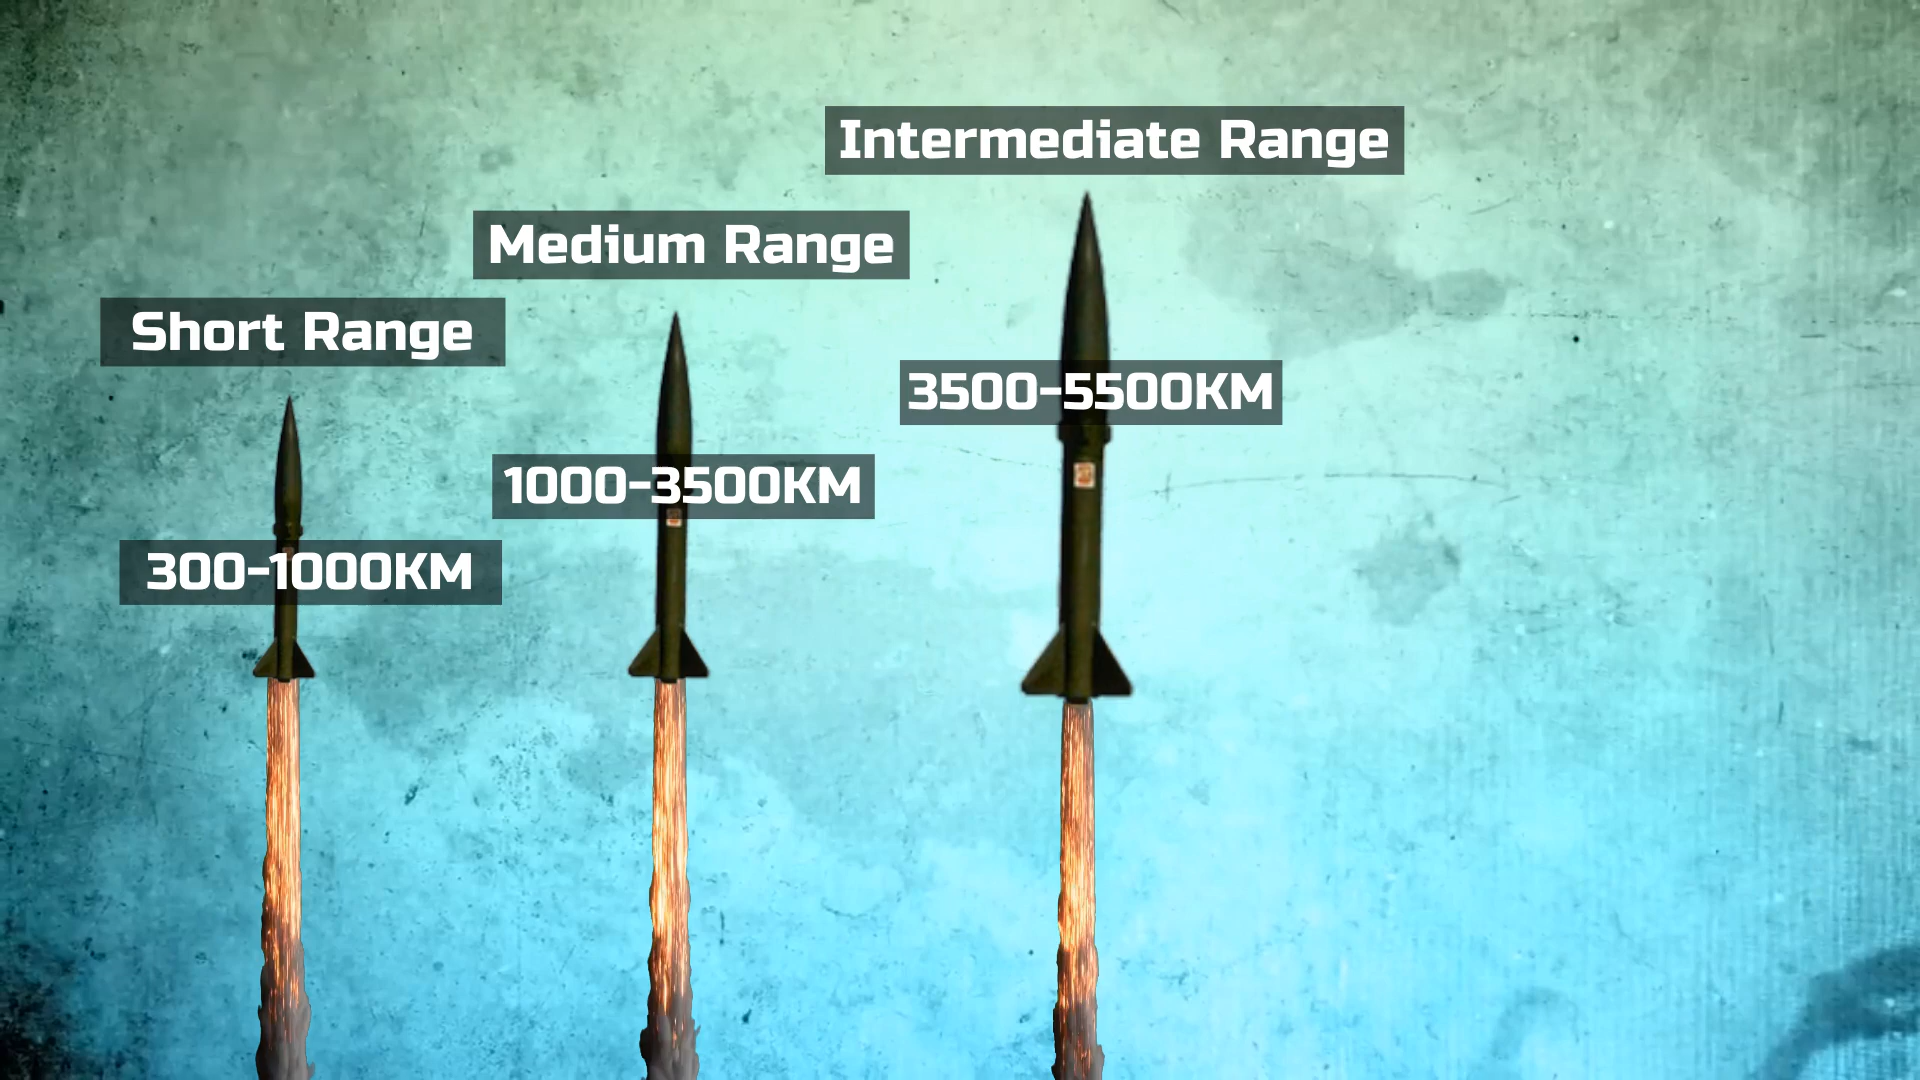 Short Range
300-1000KM
Medium Range
1000-3500KM
Intermediate Range
3500-5500KM